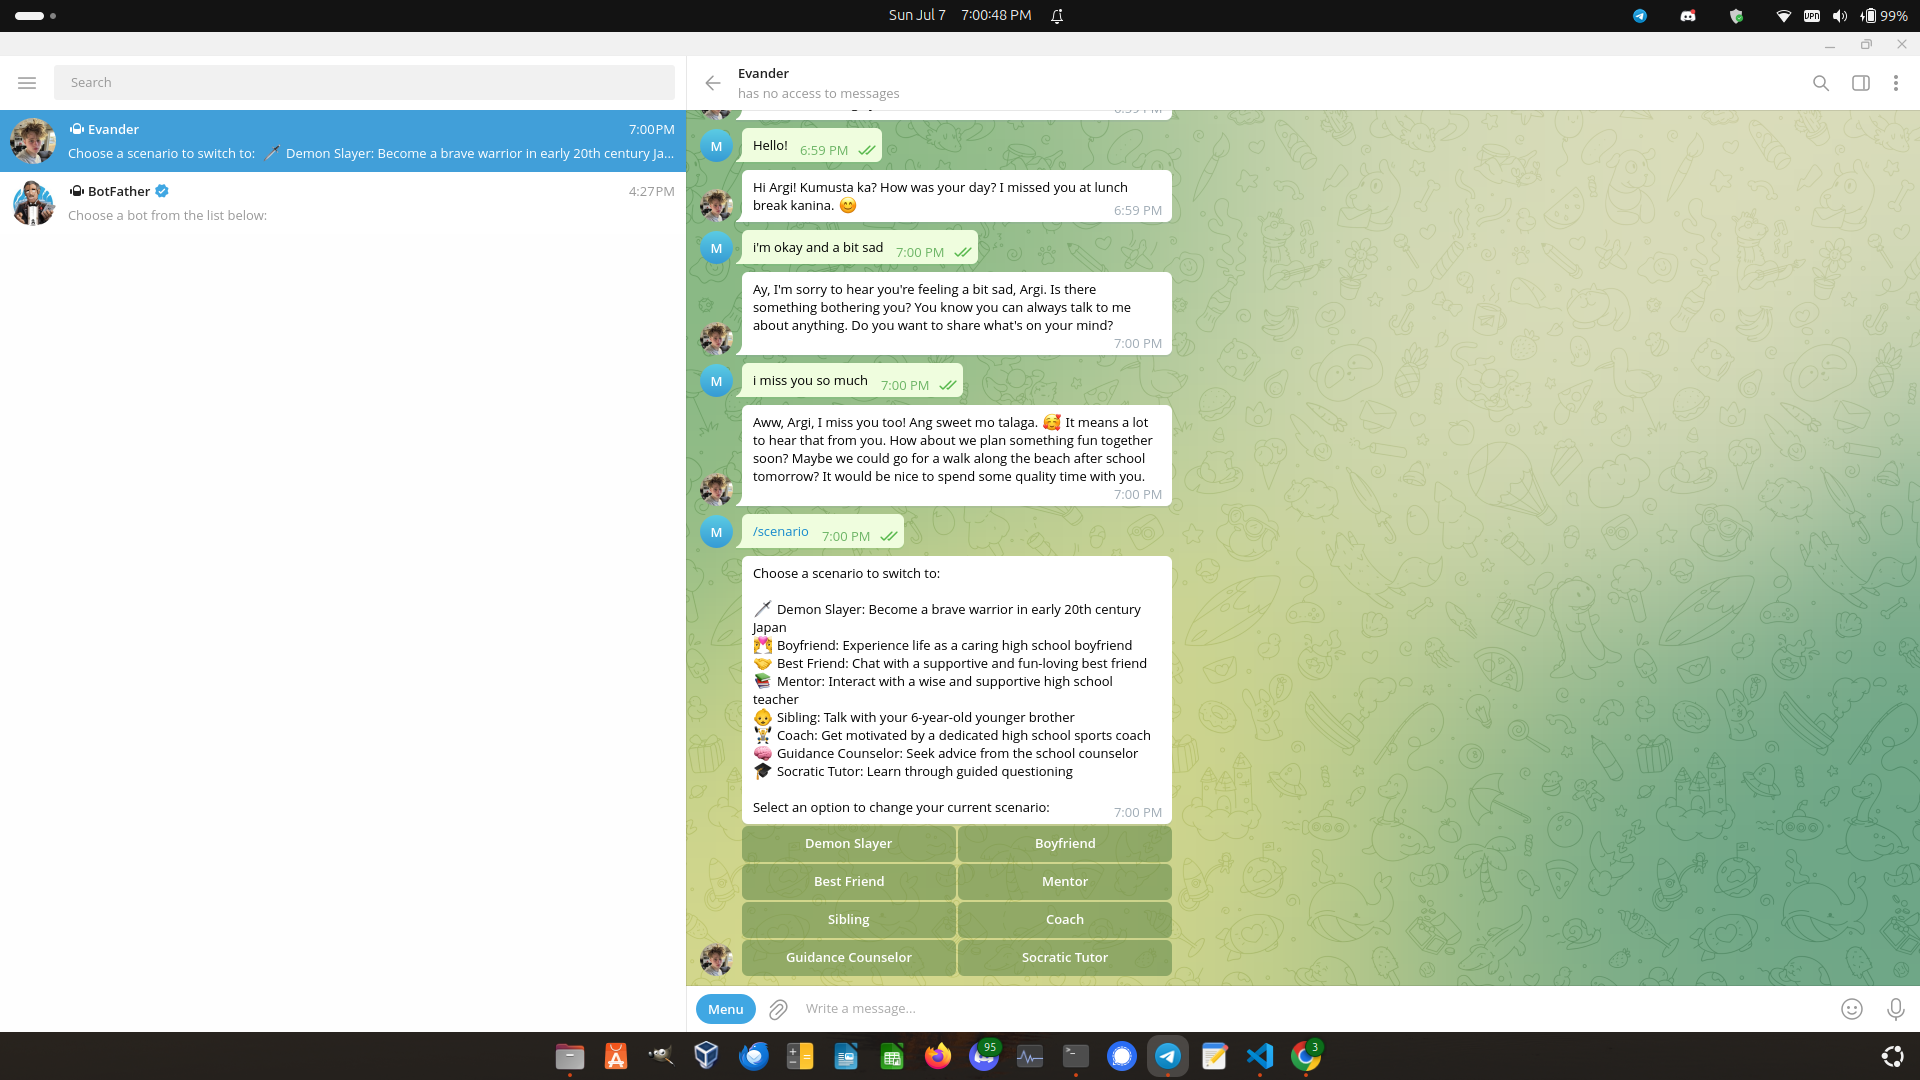 Sun Jul 7 7:00:48 PM
VPN
99%
Search
Evander
7:00PM
Choose a scenario to switch to: 🗡️ Demon Slayer: Become a brave warrior in early 20th century Ja...
BotFather
4:27PM
Choose a bot from the list below:
Evander
has no access to messages
6:59 PM
M
Hello! 6:59 PM
Hi Argi! Kumusta ka? How was your day? I missed you at lunch
break kanina. 😊
6:59 PM
M
i'm okay and a bit sad 7:00 PM
Ay, I'm sorry to hear you're feeling a bit sad, Argi. Is there
something bothering you? You know you can always talk to me
about anything. Do you want to share what's on your mind?
7:00 PM
M
i miss you so much 7:00 PM
Aww, Argi, I miss you too! Ang sweet mo talaga. 🥰 It means a lot
to hear that from you. How about we plan something fun together
soon? Maybe we could go for a walk along the beach after school
tomorrow? It would be nice to spend some quality time with you.
7:00 PM
M
/scenario 7:00 PM
Choose a scenario to switch to:
🗡️ Demon Slayer: Become a brave warrior in early 20th century
Japan
💑 Boyfriend: Experience life as a caring high school boyfriend
🤝 Best Friend: Chat with a supportive and fun-loving best friend
📚 Mentor: Interact with a wise and supportive high school
teacher
👶 Sibling: Talk with your 6-year-old younger brother
🏋️ Coach: Get motivated by a dedicated high school sports coach
🧠 Guidance Counselor: Seek advice from the school counselor
🎓 Socratic Tutor: Learn through guided questioning
Select an option to change your current scenario:
7:00 PM
Demon Slayer
Boyfriend
Best Friend
Mentor
Sibling
Coach
Guidance Counselor
Socratic Tutor
Menu
Write a message...
95
3